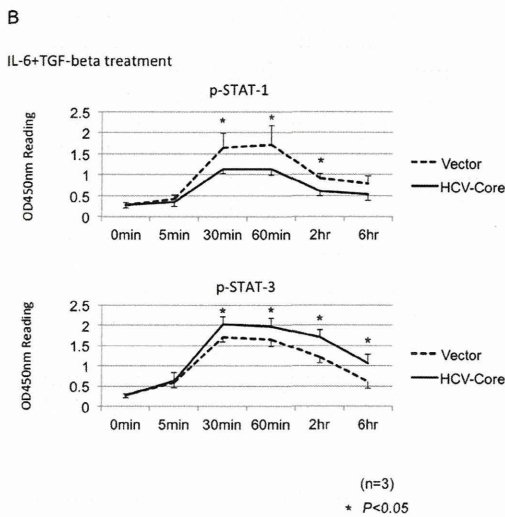 B
IL-6+TGF-beta treatment
p-STAT-1
OD450nm Reading
2.5
2
1.5
1
0.5
0
0min 5min 30min 60min 2hr 6hr
* * *
Vector
HCV-Core
p-STAT-3
OD450nm Reading
2.5
2
1.5
1
0.5
0
0min 5min 30min 60min 2hr 6hr
* * * *
Vector
HCV-Core
(n=3)
* P<0.05